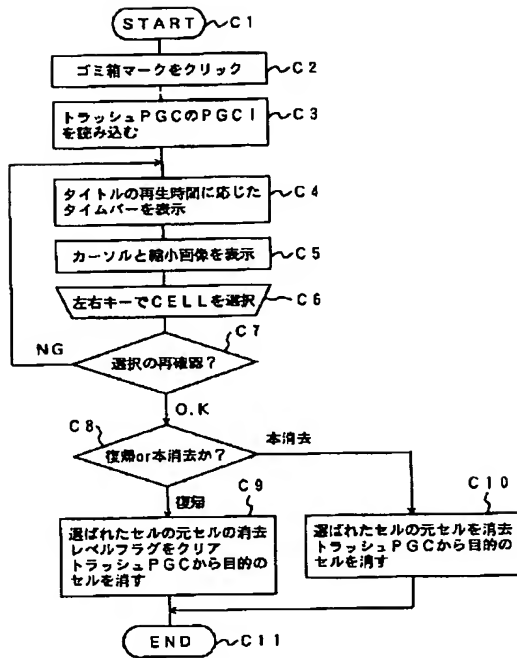 START C1
ゴミ箱マークをクリック C2
トラッシュPGCのPGCI C3
を読み込む
タイトルの再生時間に応じた C4
タイムバーを表示
カーソルと縮小画像を表示 C5
左右キーでCELLを選択 C6
C7
NG
選択の再確認?
O.K
C8
復帰or本消去か?
本消去
復帰
C9
選ばれたセルの元セルの消去
レベルフラグをクリア
トラッシュPGCから目的の
セルを消す
C10
選ばれたセルの元セルを消去
トラッシュPGCから目的の
セルを消す
END C11